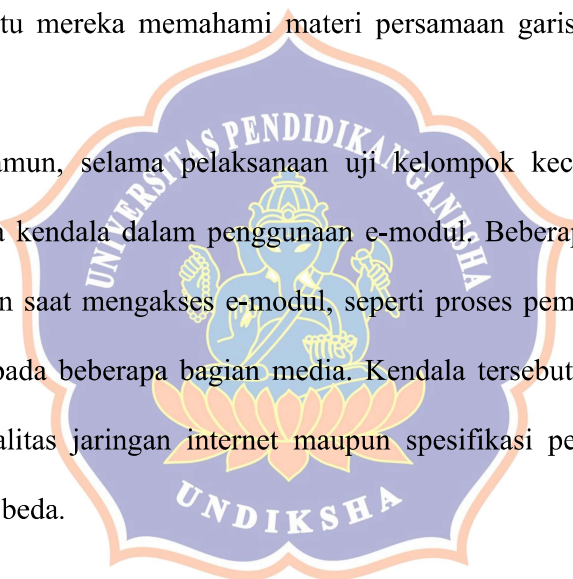 tu mereka memahami materi persamaan garis
UNIVERSITAS PENDIDIKAN GANESHA
amun, selama pelaksanaan uji kelompok kec
a kendala dalam penggunaan e-modul. Beberap
n saat mengakses e-modul, seperti proses pem
pada beberapa bagian media. Kendala tersebut
alitas jaringan internet maupun spesifikasi pe
beda.
UNDIKSHA